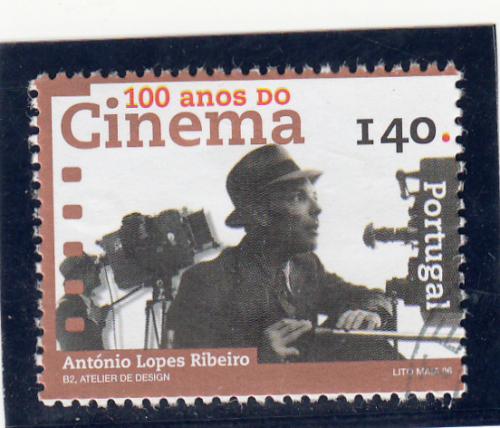 100 anos DO
Cinema
140.
Portugal
António Lopes Ribeiro
B2, ATELIER DE DESIGN
LITO MAIA 96